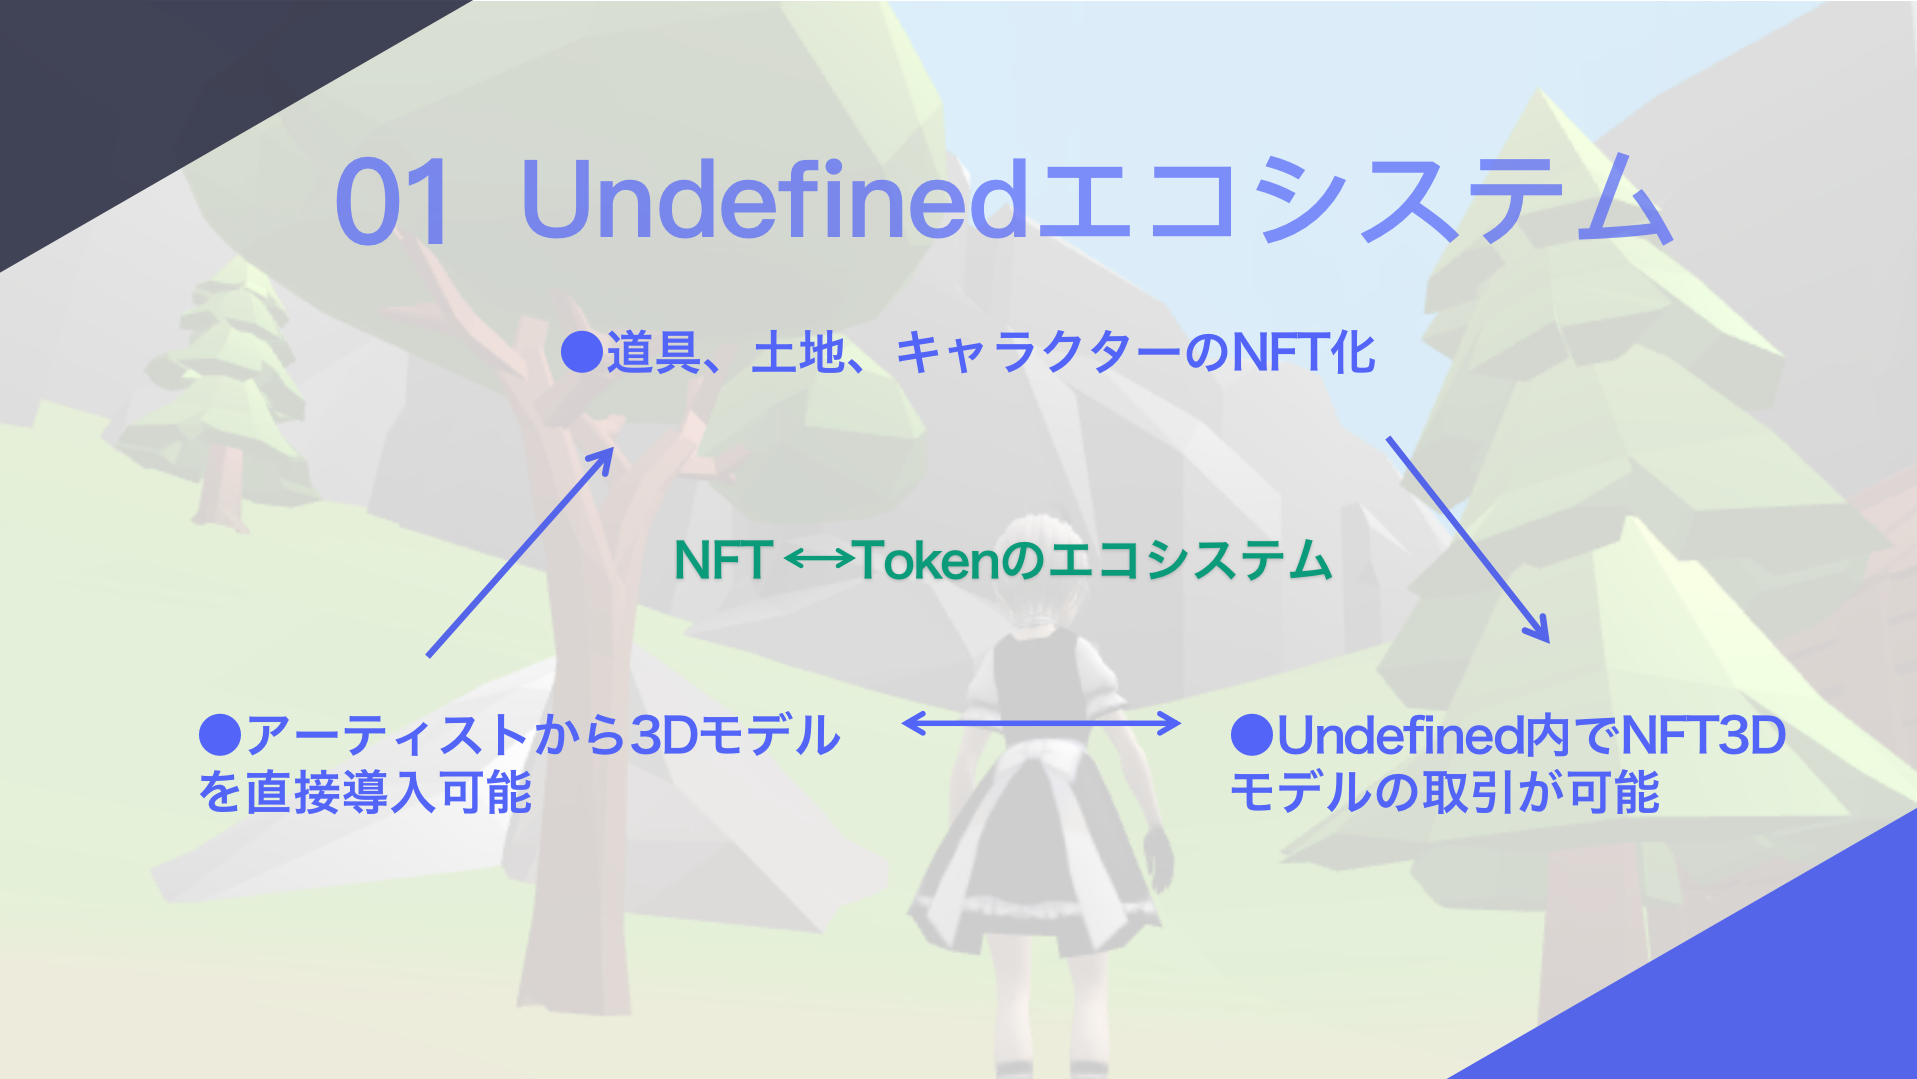 01 Undefinedエコシステム
●道具、土地、キャラクターのNFT化
NFT ↔Tokenのエコシステム
●アーティストから3Dモデル
を直接導入可能
●Undefined内でNFT3D
モデルの取引が可能